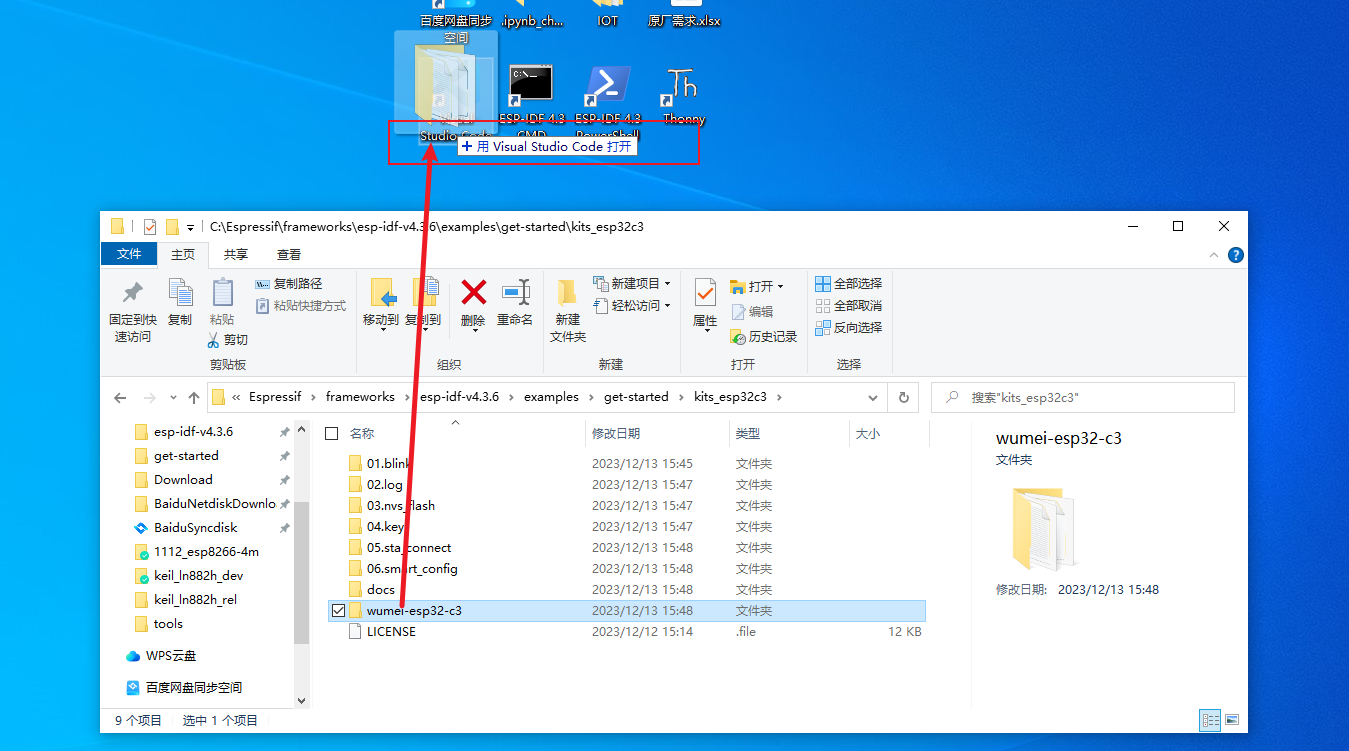 百度网盘同步空间
.ipynb_ch...
IOT
原厂需求.xlsx
Studio Code
ESP-IDF 4.3 CMD
ESP-IDF 4.3 PowerShell
Thonny
+ 用 Visual Studio Code 打开
C:\Espressif\frameworks\esp-idf-v4.3.6\examples\get-started\kits_esp32c3
文件 主页 共享 查看
固定到快速访问
复制
粘贴
复制路径
粘贴快捷方式
剪切
剪贴板
移动到
复制到
删除
重命名
组织
新建文件夹
新建项目
轻松访问
新建
属性
打开
编辑
历史记录
打开
全部选择
全部取消
反向选择
选择
« Espressif › frameworks › esp-idf-v4.3.6 › examples › get-started › kits_esp32c3 ›
搜索"kits_esp32c3"
esp-idf-v4.3.6
get-started
Download
BaiduNetdiskDownlo
BaiduSyncdisk
1112_esp8266-4m
keil_ln882h_dev
keil_ln882h_rel
tools
WPS云盘
百度网盘同步空间
名称 修改日期 类型 大小
01.blink 2023/12/13 15:45 文件夹
02.log 2023/12/13 15:47 文件夹
03.nvs_flash 2023/12/13 15:47 文件夹
04.key 2023/12/13 15:47 文件夹
05.sta_connect 2023/12/13 15:48 文件夹
06.smart_config 2023/12/13 15:48 文件夹
docs 2023/12/13 15:48 文件夹
wumei-esp32-c3 2023/12/13 15:48 文件夹
LICENSE 2023/12/12 15:14 .file 12 KB
wumei-esp32-c3
文件夹
修改日期: 2023/12/13 15:48
9 个项目 选中 1 个项目